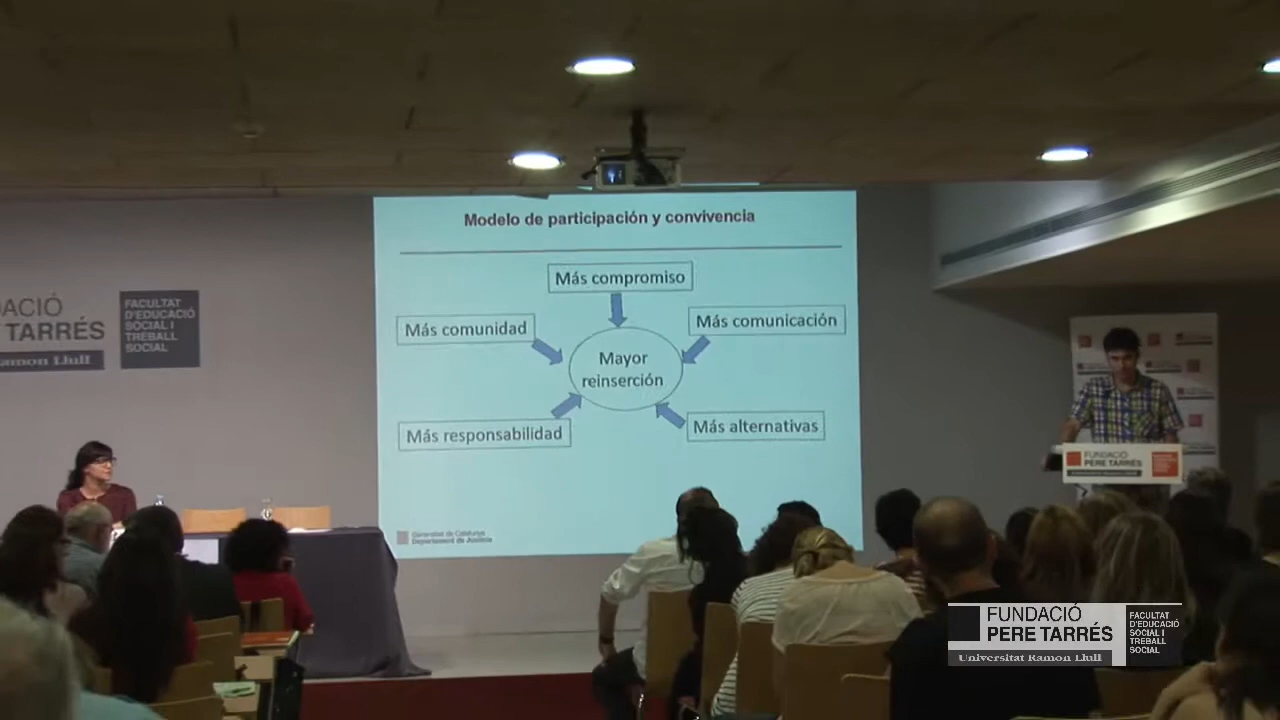 Modelo de participación y convivencia
Más compromiso
Más comunidad
Más comunicación
Mayor
reinserción
Más responsabilidad
Más alternativas
Generalitat de Catalunya
Departament de Justícia
DACIÓ
TARRÉS
Ramon Llull
FACULTAT
D'EDUCACIÓ
SOCIAL I
TREBALL
SOCIAL
FUNDACIÓ
PERE TARRÉS
FUNDACIÓ
PERE TARRÉS
Universitat Ramon Llull
FACULTAT
D'EDUCACIÓ
SOCIAL I
TREBALL
SOCIAL